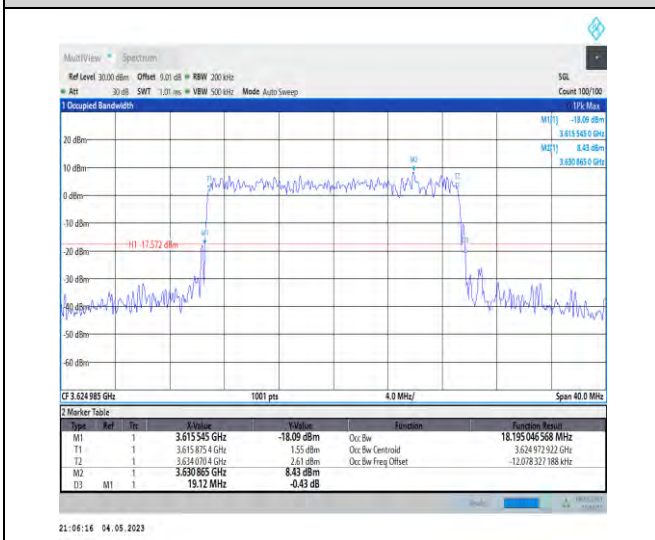 MultiView Spectrum
Ref Level 30.00 dBm Offset 9.01 dB RBW 200 kHz SGL
Att 30 dB SWT 1.01 ms VBW 500 kHz Mode Auto Sweep Count 100/100
1 Occupied Bandwidth 1Pk Max
M1[1] -18.09 dBm
3.615 545 0 GHz
M2[1] 8.43 dBm
3.630 865 0 GHz
20 dBm
10 dBm
0 dBm
-10 dBm
H1 -17.572 dBm
-20 dBm
-30 dBm
-40 dBm
-50 dBm
-60 dBm
M1
T1
M2
T2
CF 3.624 985 GHz 1001 pts 4.0 MHz/ Span 40.0 MHz
2 Marker Table
Type Ref Trc X-Value Y-Value Function Function Result
M1 1 3.615 545 GHz -18.09 dBm Occ Bw 18.195 046 568 MHz
T1 1 3.615 875 4 GHz 1.55 dBm Occ Bw Centroid 3.624 972 922 GHz
T2 1 3.634 070 4 GHz 2.61 dBm Occ Bw Freq Offset -12.078 327 188 kHz
M2 1 3.630 865 GHz 8.43 dBm
D3 M1 1 19.12 MHz -0.43 dB
21:06:16 04.05.2023